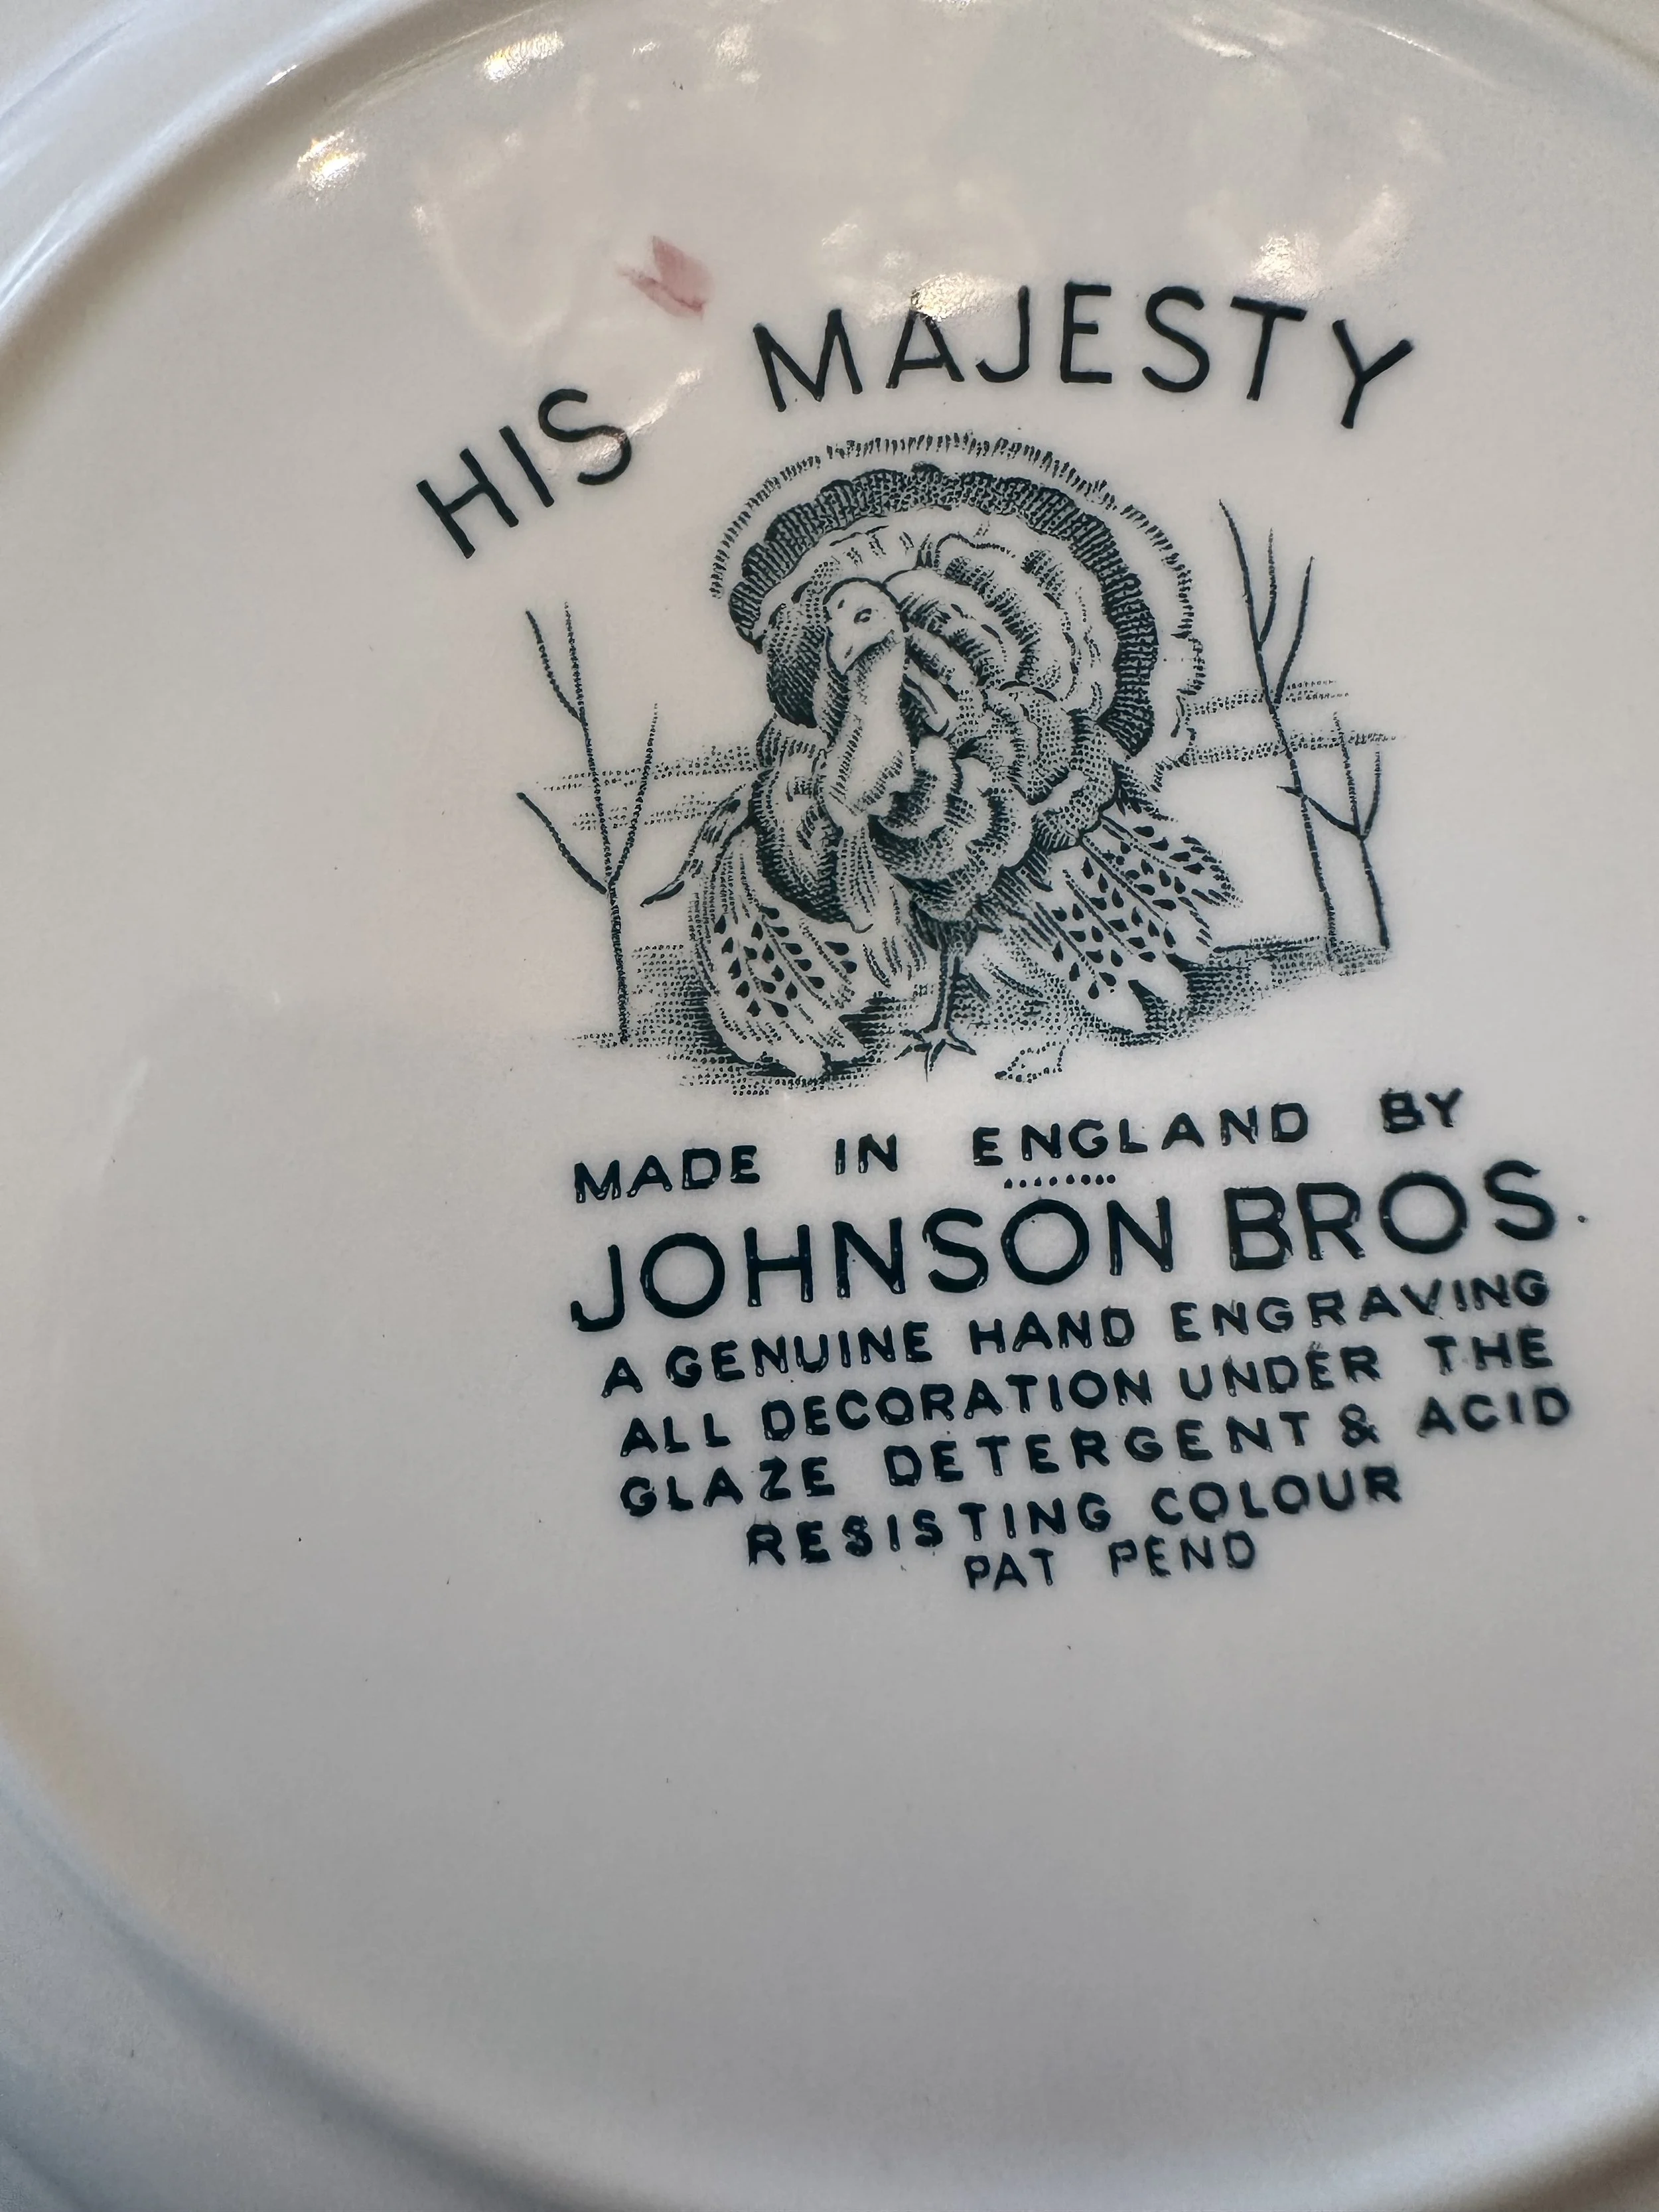 HIS MAJESTY
MADE IN ENGLAND BY
JOHNSON BROS.
A GENUINE HAND ENGRAVING
ALL DECORATION UNDER THE
GLAZE DETERGENT & ACID
RESISTING COLOUR
PAT PEND